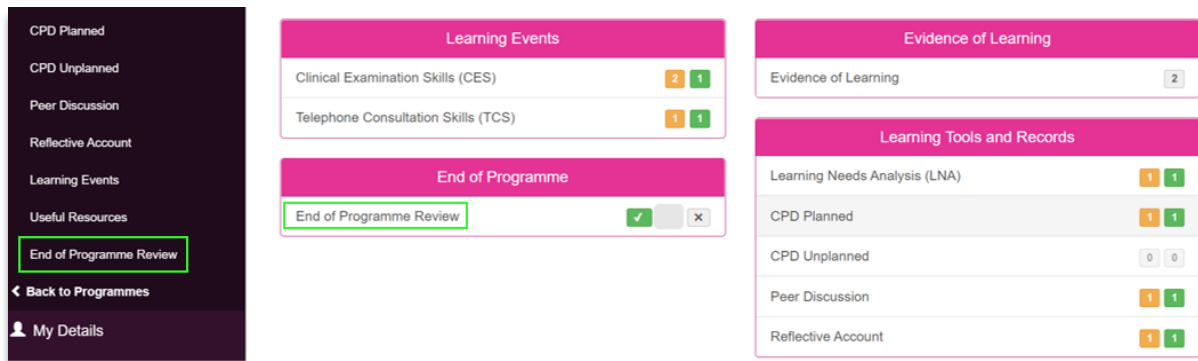 CPD Planned
CPD Unplanned
Peer Discussion
Reflective Account
Learning Events
Useful Resources
End of Programme Review
Back to Programmes
My Details
Learning Events
Clinical Examination Skills (CES) 2 1
Telephone Consultation Skills (TCS) 1 1
End of Programme
End of Programme Review
Evidence of Learning
Evidence of Learning 2
Learning Tools and Records
Learning Needs Analysis (LNA) 1 1
CPD Planned 1 1
CPD Unplanned 0 0
Peer Discussion 1 1
Reflective Account 1 1